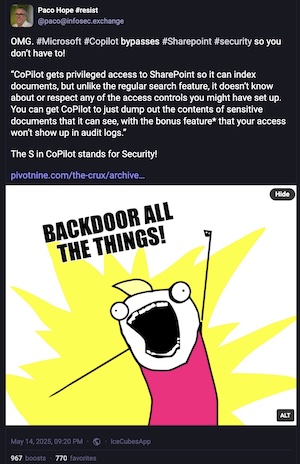 Paco Hope #resist
@paco@infosec.exchange
OMG. #Microsoft #Copilot bypasses #Sharepoint #security so you
don't have to!
“CoPilot gets privileged access to SharePoint so it can index
documents, but unlike the regular search feature, it doesn’t know
about or respect any of the access controls you might have set up.
You can get CoPilot to just dump out the contents of sensitive
documents that it can see, with the bonus feature* that your access
won’t show up in audit logs.”
The S in CoPilot stands for Security!
pivotnine.com/the-crux/archive…
Hide
BACKDOOR ALL
THE THINGS!
ALT
May 14, 2025, 09:20 PM · IceCubesApp
967 boosts · 770 favorites